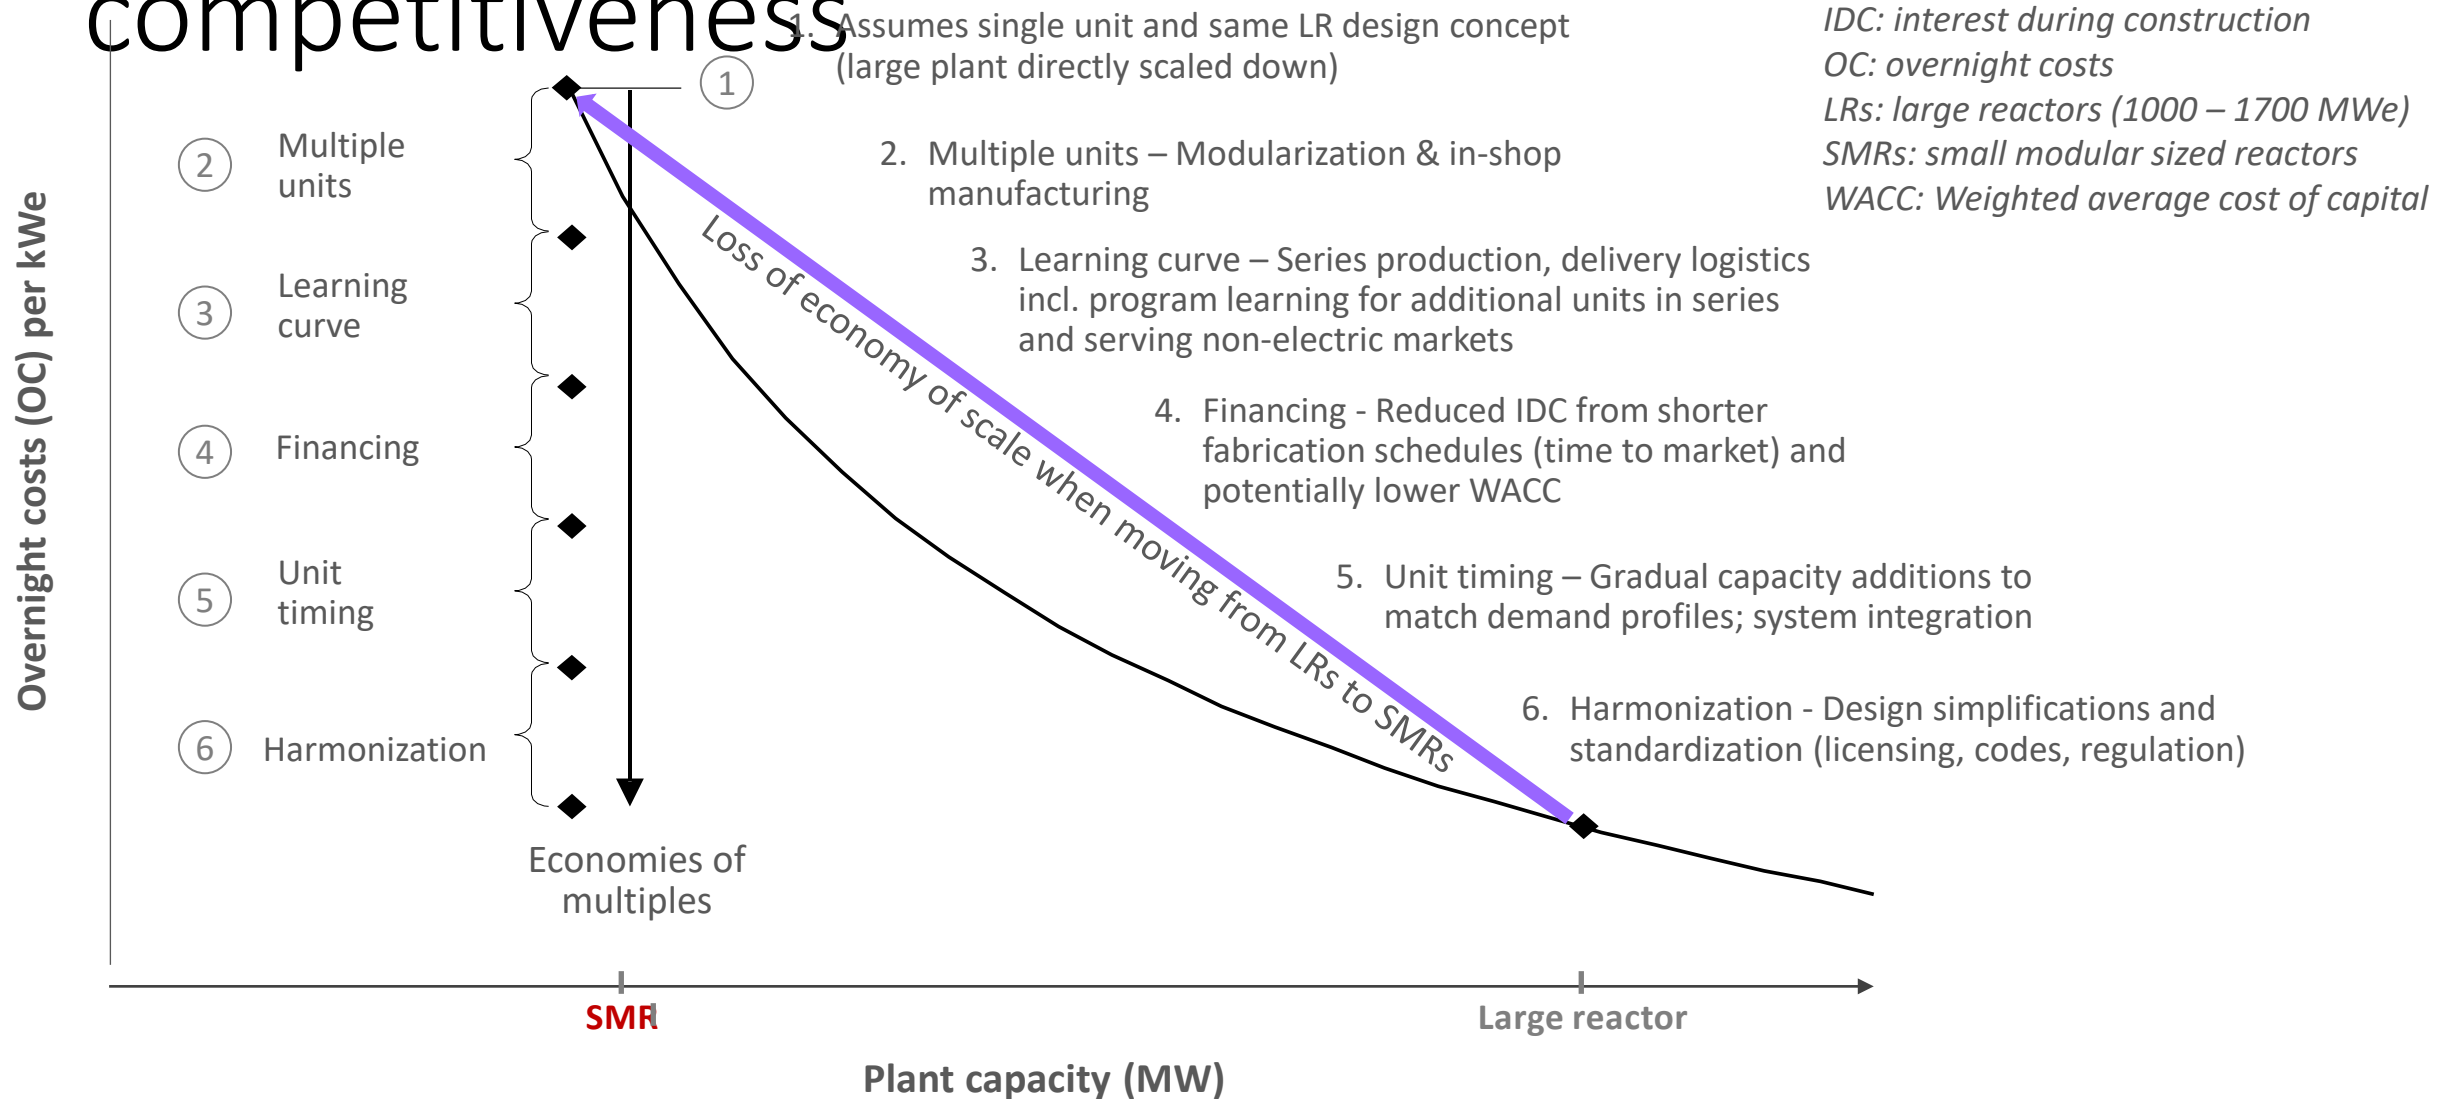 competitiveness
1. Assumes single unit and same LR design concept
(large plant directly scaled down)
IDC: interest during construction
OC: overnight costs
LRs: large reactors (1000 – 1700 MWe)
SMRs: small modular sized reactors
WACC: Weighted average cost of capital
1
2. Multiple units – Modularization & in-shop
manufacturing
3. Learning curve – Series production, delivery logistics
incl. program learning for additional units in series
and serving non-electric markets
4. Financing - Reduced IDC from shorter
fabrication schedules (time to market) and
potentially lower WACC
5. Unit timing – Gradual capacity additions to
match demand profiles; system integration
6. Harmonization - Design simplifications and
standardization (licensing, codes, regulation)
Overnight costs (OC) per kWe
2
Multiple
units
3
Learning
curve
4
Financing
5
Unit
timing
6
Harmonization
Loss of economy of scale when moving from LRs to SMRs
Economies of
multiples
SMR
Large reactor
Plant capacity (MW)